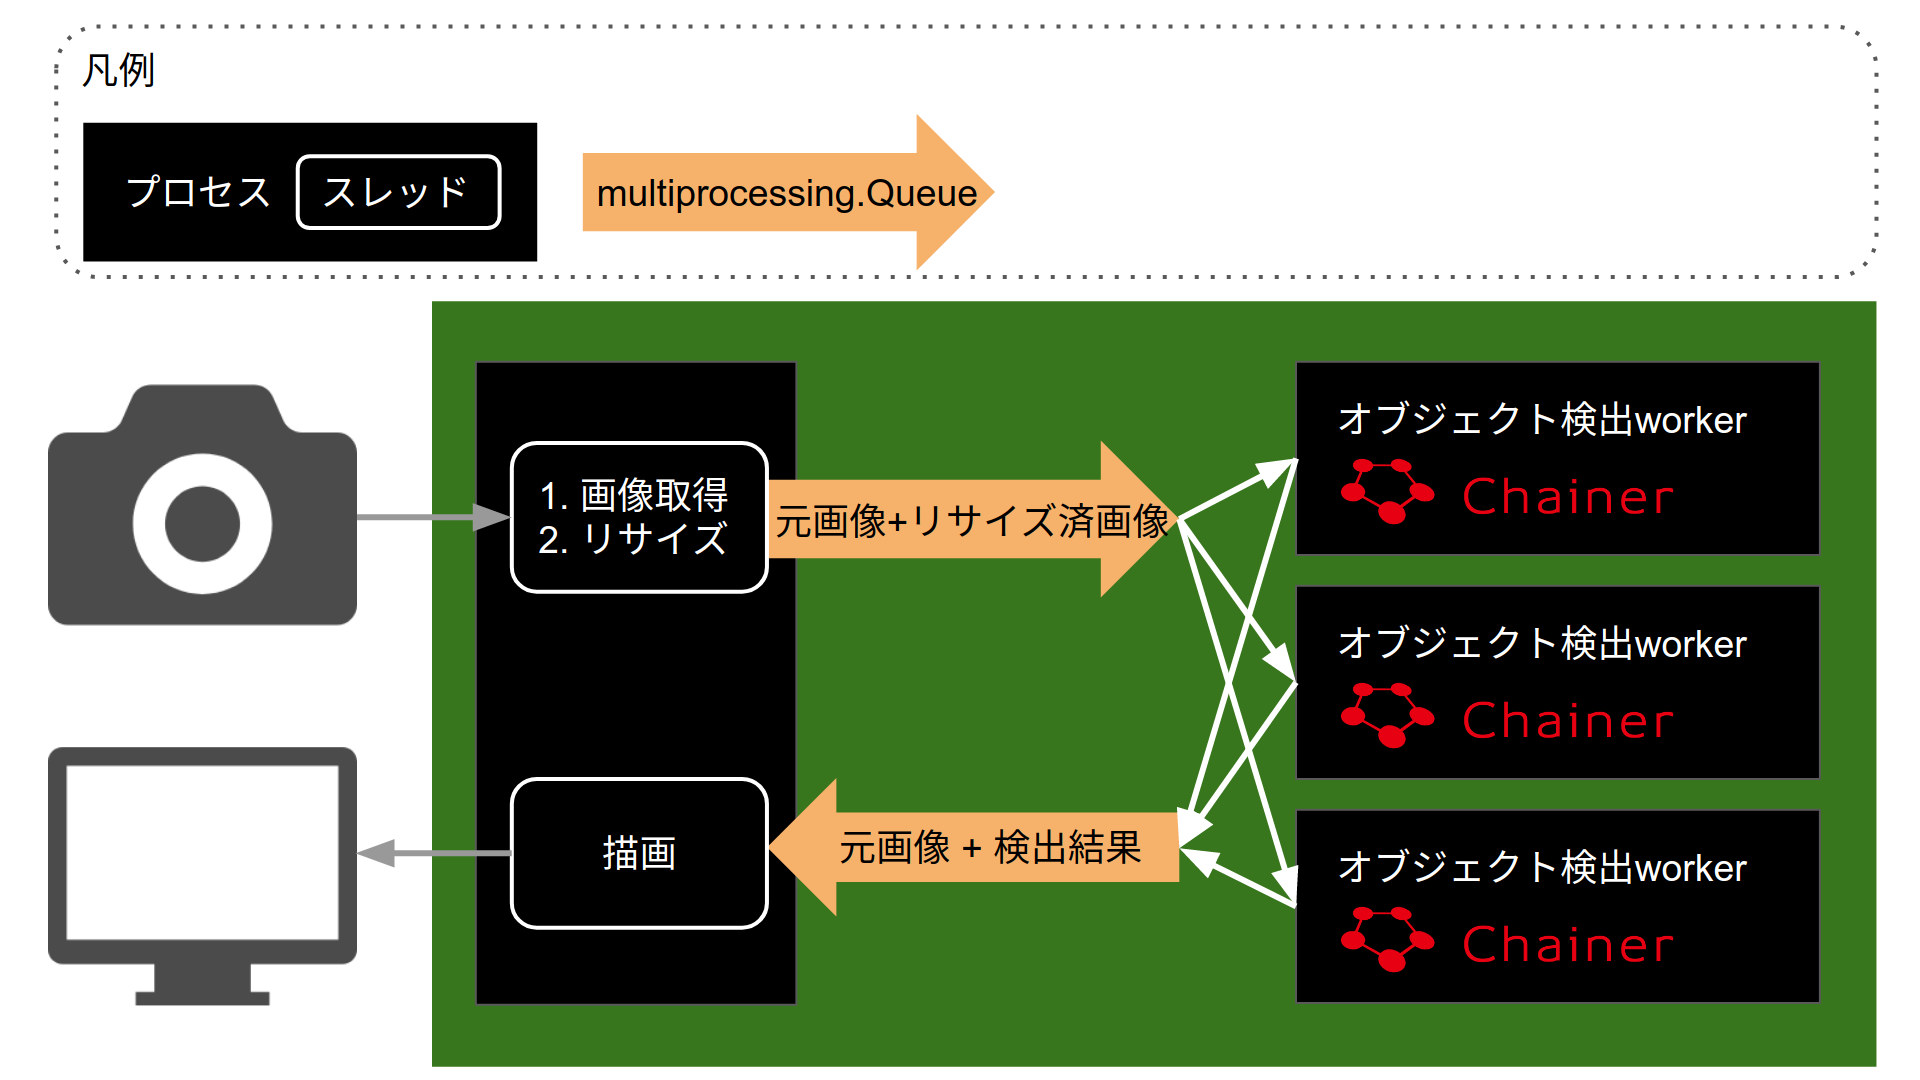 凡例
プロセス
スレッド
multiprocessing.Queue
1. 画像取得
2. リサイズ
元画像+リサイズ済画像
オブジェクト検出worker
Chainer
オブジェクト検出worker
Chainer
描画
元画像 + 検出結果
オブジェクト検出worker
Chainer